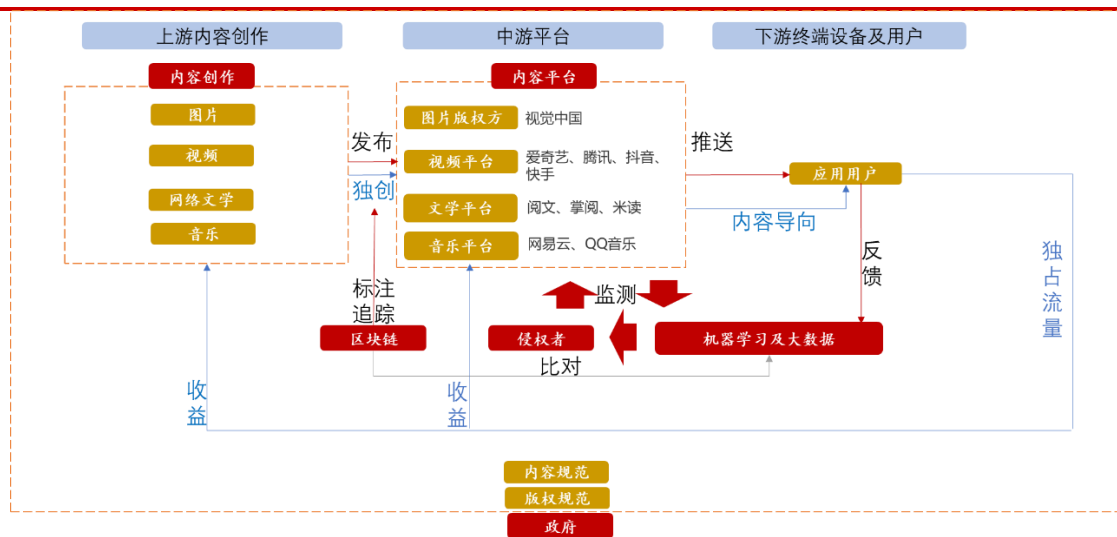 上游内容创作
中游平台
下游终端设备及用户
内容创作
图片
视频
网络文学
音乐
发布
独创
内容平台
图片版权方
视觉中国
视频平台
爱奇艺、腾讯、抖音、
快手
文学平台
阅文、掌阅、米读
音乐平台
网易云、QQ音乐
推送
内容导向
应用用户
反
馈
独
占
流
量
标注
追踪
区块链
监测
侵权者
机器学习及大数据
比对
收
益
收
益
内容规范
版权规范
政府